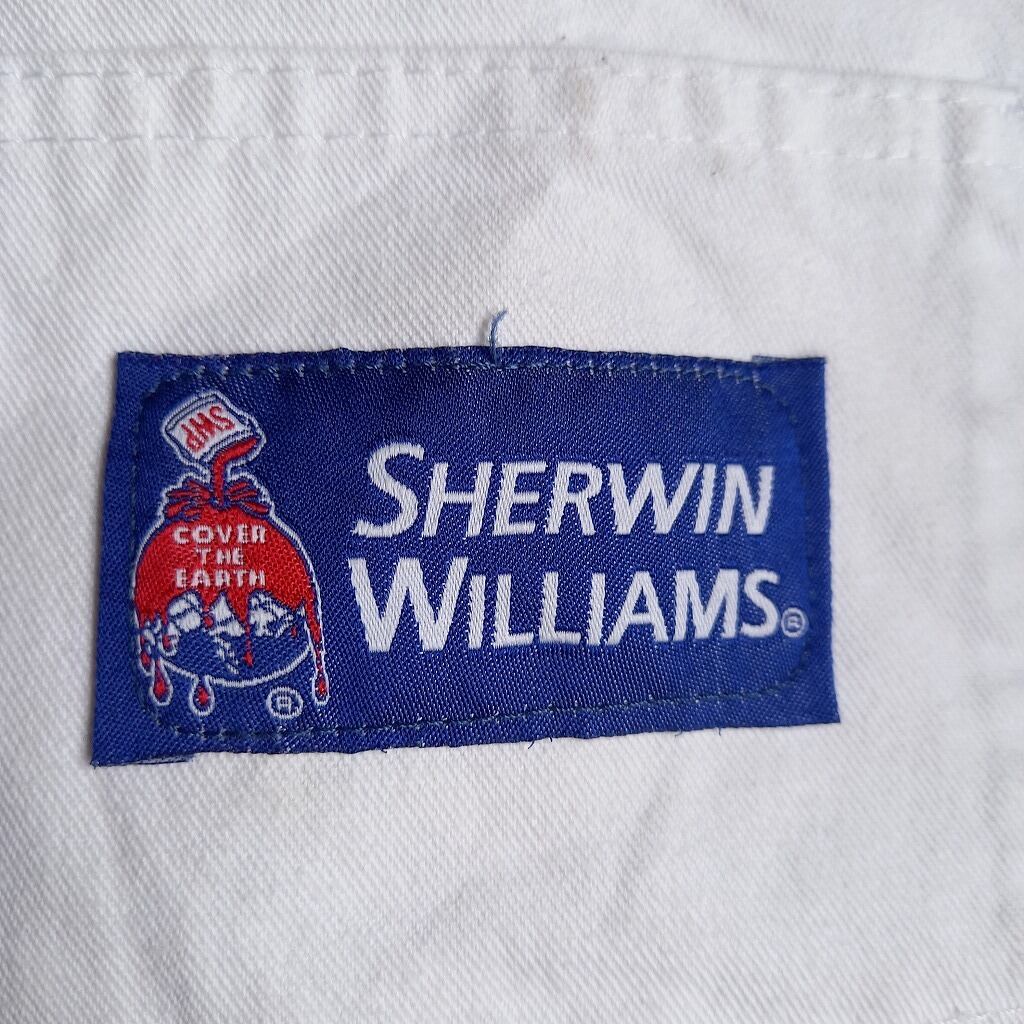 SWP
COVER
THE
EARTH
®
SHERWIN
WILLIAMS®